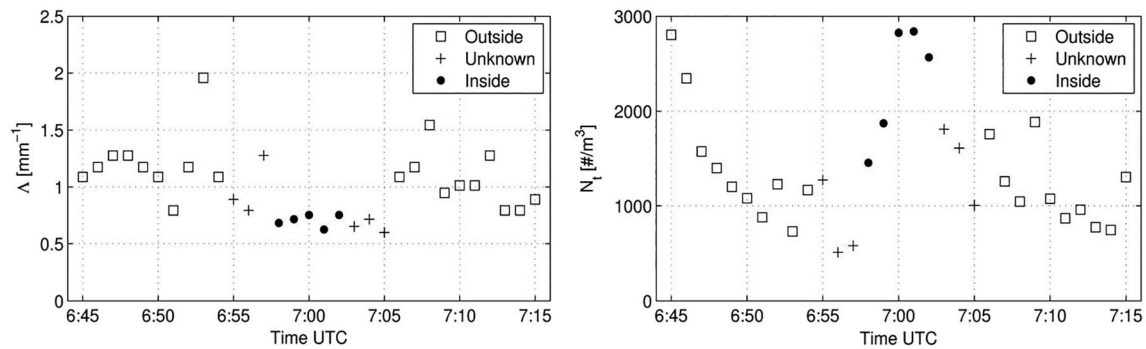 2.5
2
1.5
1
0.5
0
Λ [mm⁻¹]
Outside
Unknown
Inside
6:45 6:50 6:55 7:00 7:05 7:10 7:15
Time UTC
3000
2000
1000
0
Nₜ [#/m³]
Outside
Unknown
Inside
6:45 6:50 6:55 7:00 7:05 7:10 7:15
Time UTC